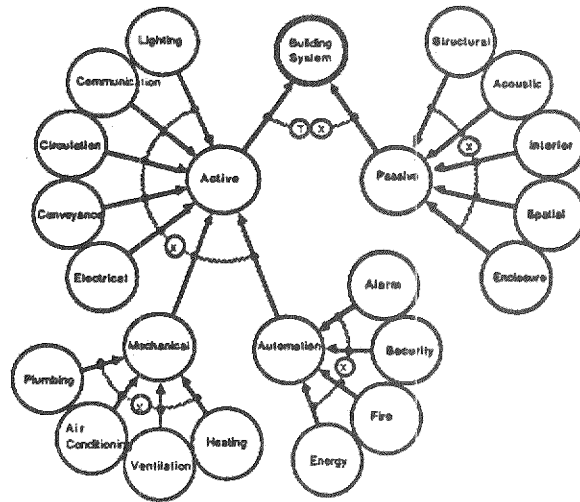 Lighting
Building
System
Structural
Communication
Acoustic
T X
X
Circulation
Interior
Active
Passive
Conveyance
Spatial
X
Electrical
Enclosure
Alarm
Mechanical
Automation
Security
X
Plumbing
X
Air
Conditioning
Fire
Heating
Ventilation
Energy